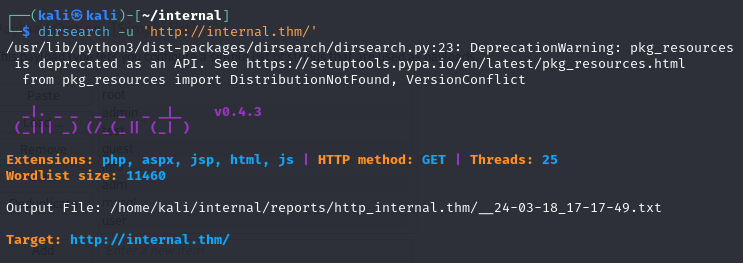 ┌──(kali㉿kali)-[~/internal]
└─$ dirsearch -u 'http://internal.thm/'
/usr/lib/python3/dist-packages/dirsearch/dirsearch.py:23: DeprecationWarning: pkg_resources
 is deprecated as an API. See https://setuptools.pypa.io/en/latest/pkg_resources.html
  from pkg_resources import DistributionNotFound, VersionConflict
v0.4.3
Extensions: php, aspx, jsp, html, js | HTTP method: GET | Threads: 25
Wordlist size: 11460
Output File: /home/kali/internal/reports/http_internal.thm/__24-03-18_17-17-49.txt
Target: http://internal.thm/